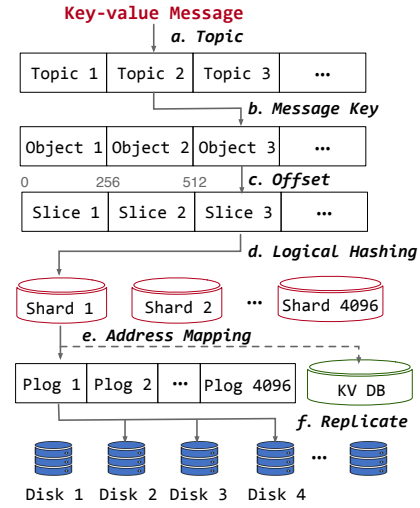 Key-value Message
a. Topic
Topic 1 Topic 2 Topic 3 ...
b. Message Key
Object 1 Object 2 Object 3 ...
0 256 512 c. Offset
Slice 1 Slice 2 Slice 3 ...
d. Logical Hashing
Shard 1 Shard 2 ... Shard 4096
e. Address Mapping
Plog 1 Plog 2 ... Plog 4096 KV DB
f. Replicate
...
Disk 1 Disk 2 Disk 3 Disk 4